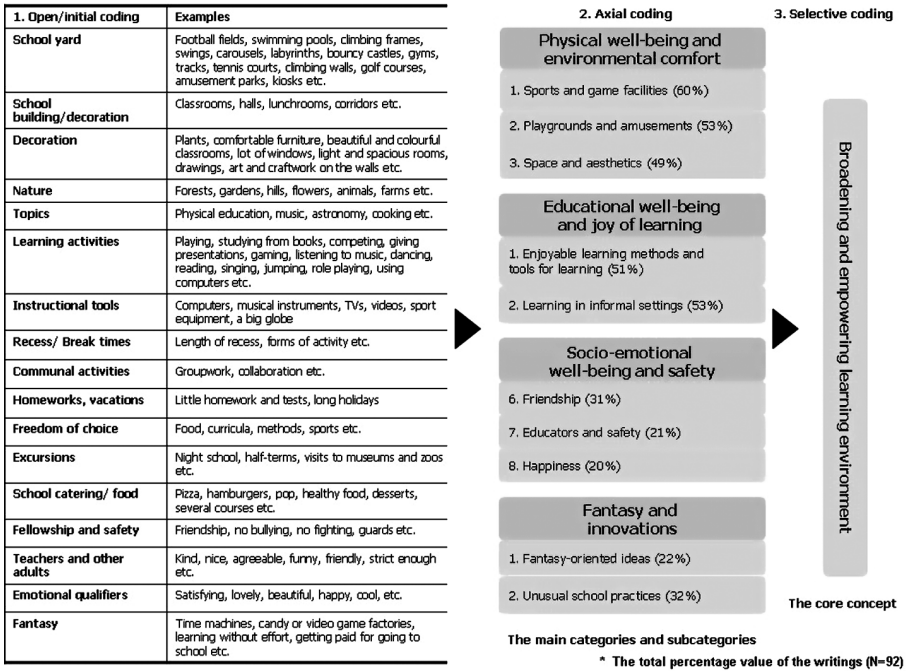 1. Open/initial coding
Examples
School yard
Football fields, swimming pools, climbing frames,
swings, carousels, labyrinths, bouncy castles, gyms,
tracks, tennis courts, climbing walls, golf courses,
amusement parks, kiosks etc.
School
building/decoration
Classrooms, halls, lunchrooms, corridors etc.
Decoration
Plants, comfortable furniture, beautiful and colourful
classrooms, lot of windows, light and spacious rooms,
drawings, art and craftwork on the walls etc.
Nature
Forests, gardens, hills, flowers, animals, farms etc.
Topics
Physical education, music, astronomy, cooking etc.
Learning activities
Playing, studying from books, competing, giving
presentations, gaming, listening to music, dancing,
reading, singing, jumping, role playing, using
computers etc.
Instructional tools
Computers, musical instruments, TVs, videos, sport
equipment, a big globe
Recess/ Break times
Length of recess, forms of activity etc.
Communal activities
Groupwork, collaboration etc.
Homeworks, vacations
Little homework and tests, long holidays
Freedom of choice
Food, curricula, methods, sports etc.
Excursions
Night school, half-terms, visits to museums and zoos
etc.
School catering/ food
Pizza, hamburgers, pop, healthy food, desserts,
several courses etc.
Fellowship and safety
Friendship, no bullying, no fighting, guards etc.
Teachers and other
adults
Kind, nice, agreeable, funny, friendly, strict enough
etc.
Emotional qualifiers
Satisfying, lovely, beautiful, happy, cool, etc.
Fantasy
Time machines, candy or video game factories,
learning without effort, getting paid for going to
school etc.
2. Axial coding
Physical well-being and
environmental comfort
1. Sports and game facilities (60%)
2. Playgrounds and amusements (53%)
3. Space and aesthetics (49%)
Educational well-being
and joy of learning
1. Enjoyable learning methods and
tools for learning (51%)
2. Learning in informal settings (53%)
Socio-emotional
well-being and safety
6. Friendship (31%)
7. Educators and safety (21%)
8. Happiness (20%)
Fantasy and
innovations
1. Fantasy-oriented ideas (22%)
2. Unusual school practices (32%)
The main categories and subcategories
3. Selective coding
Broadening and empowering learning environment
The core concept
* The total percentage value of the writings (N=92)